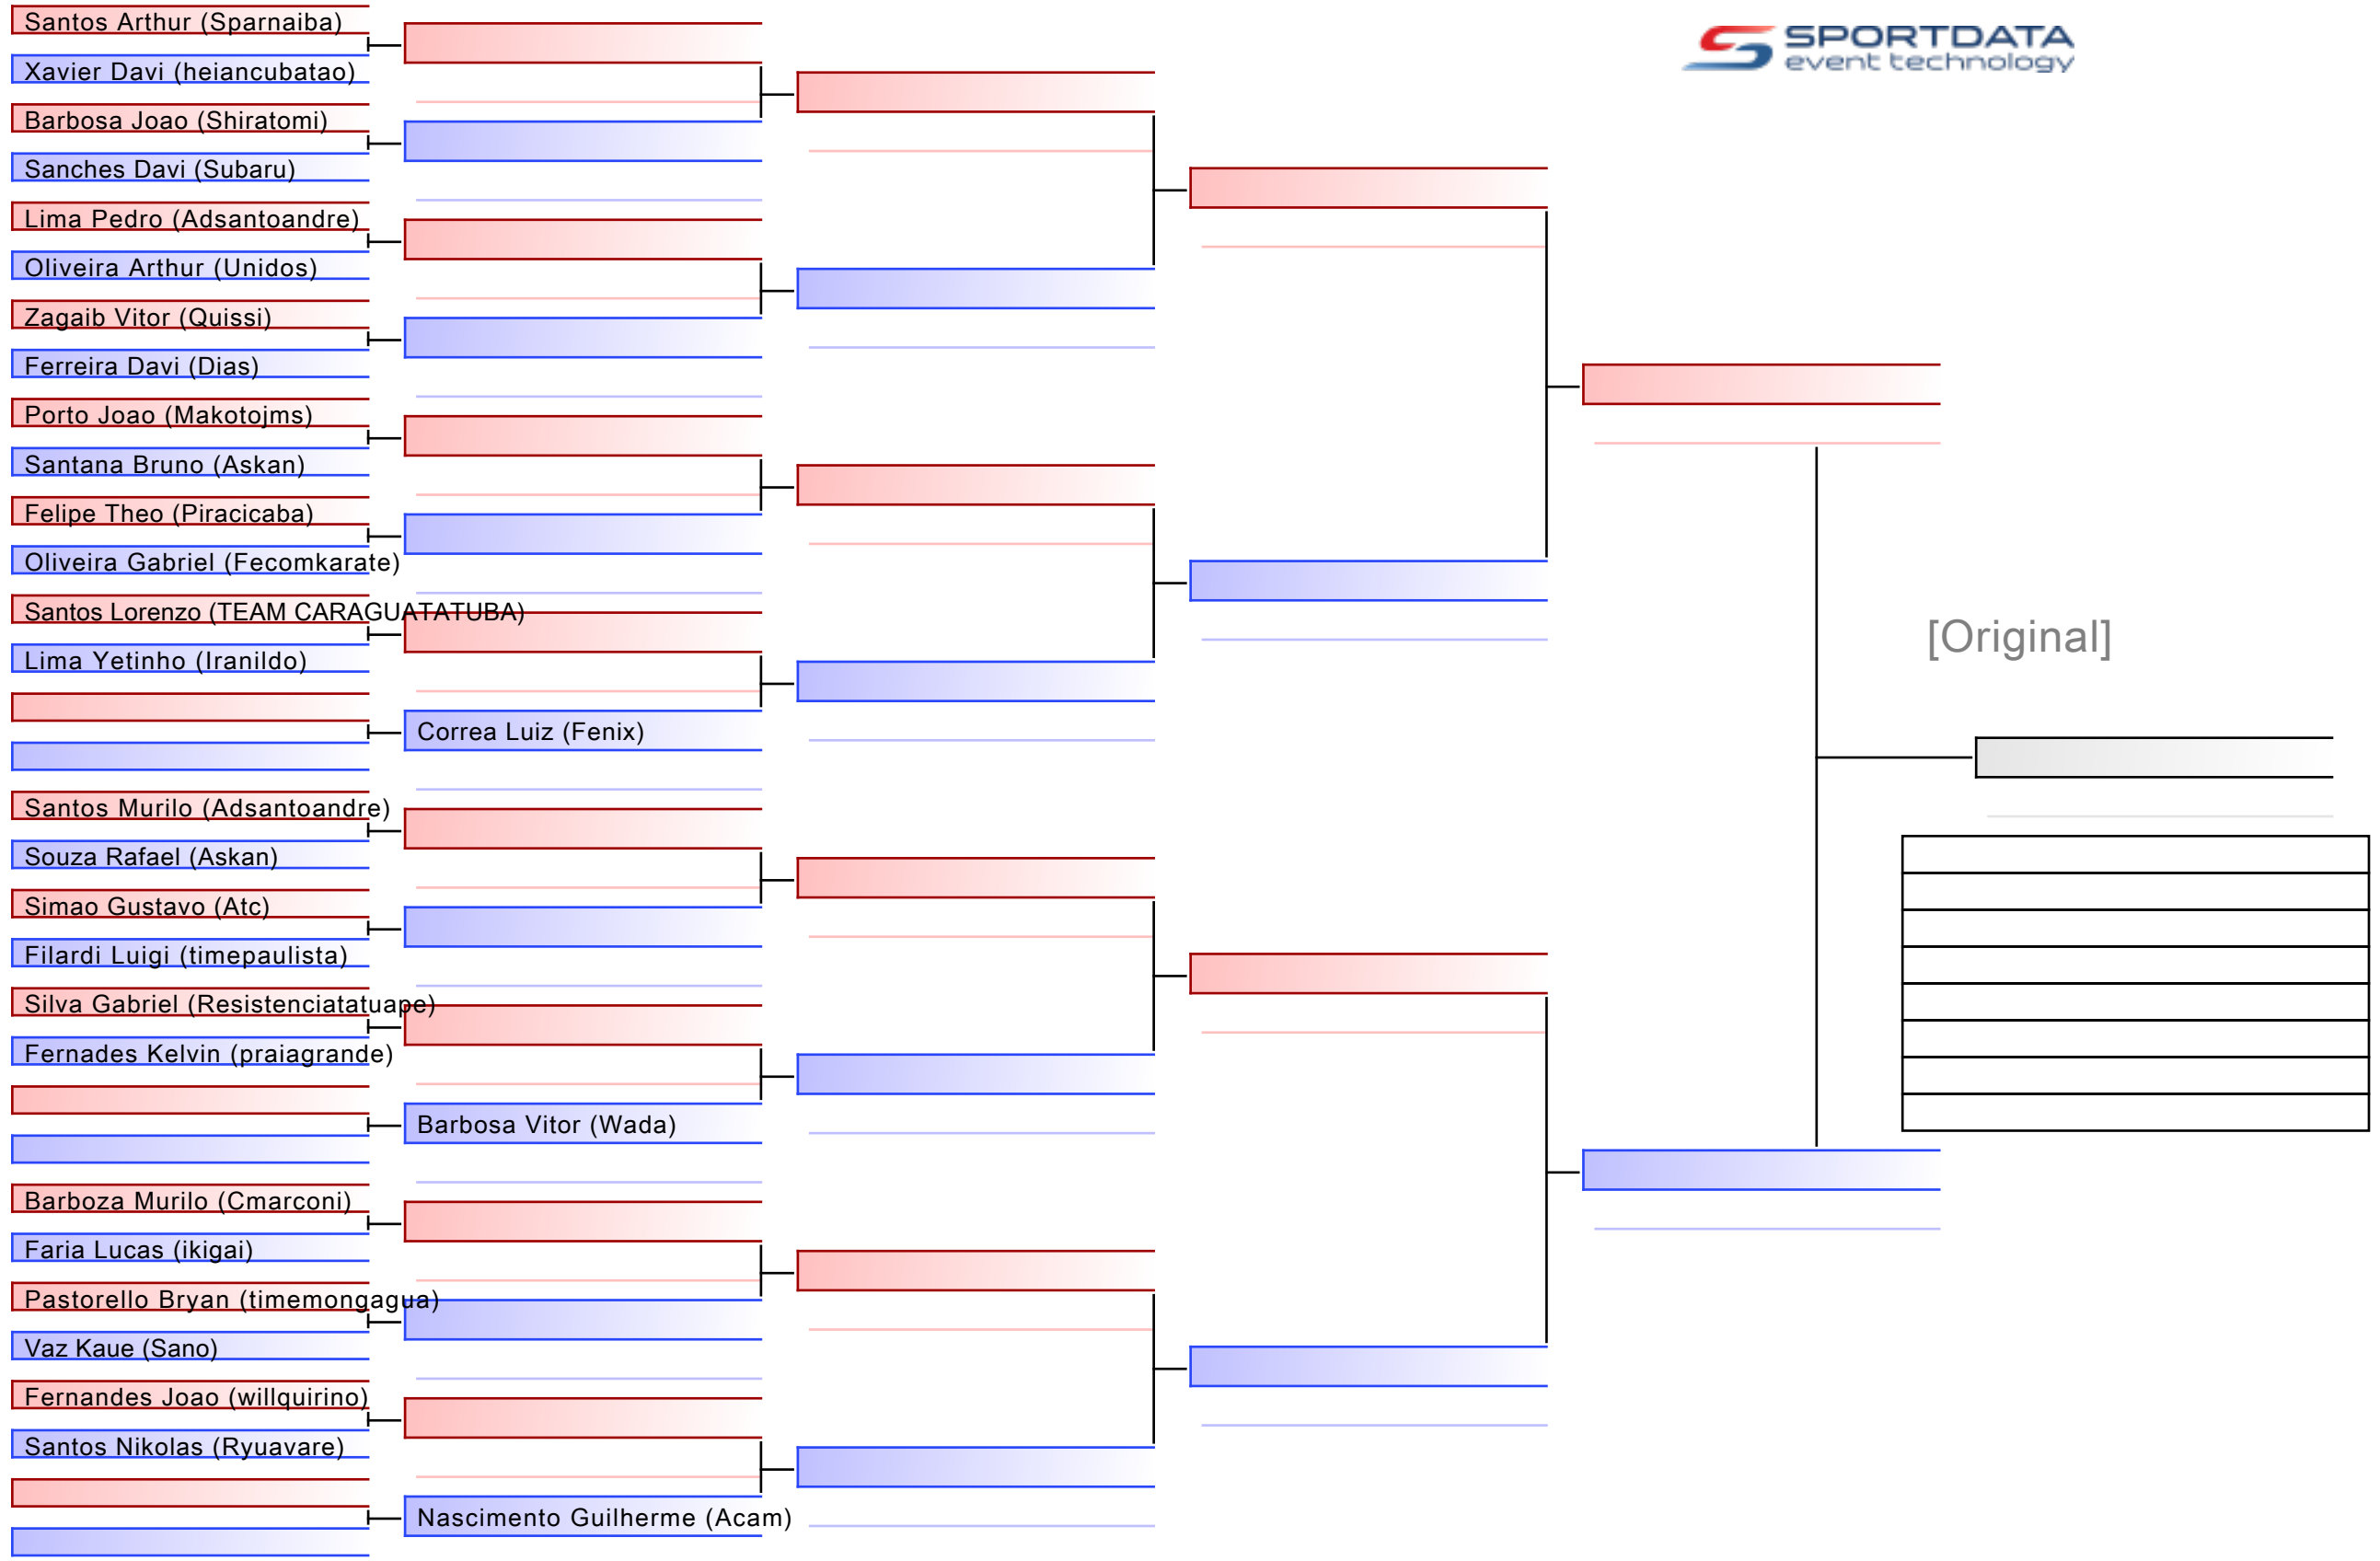 Santos Arthur (Sparnaiba)
Xavier Davi (heiancubatao)
Barbosa Joao (Shiratomi)
Sanches Davi (Subaru)
Lima Pedro (Adsantoandre)
Oliveira Arthur (Unidos)
Zagaib Vitor (Quissi)
Ferreira Davi (Dias)
Porto Joao (Makotojms)
Santana Bruno (Askan)
Felipe Theo (Piracicaba)
Oliveira Gabriel (Fecomkarate)
Santos Lorenzo (TEAM CARAGUATATUBA)
Lima Yetinho (Iranildo)
Santos Murilo (Adsantoandre)
Souza Rafael (Askan)
Simao Gustavo (Atc)
Filardi Luigi (timepaulista)
Silva Gabriel (Resistenciatatuape)
Fernades Kelvin (praiagrande)
Barboza Murilo (Cmarconi)
Faria Lucas (ikigai)
Pastorello Bryan (timemongagua)
Vaz Kaue (Sano)
Fernandes Joao (willquirino)
Santos Nikolas (Ryuavare)
Correa Luiz (Fenix)
Barbosa Vitor (Wada)
Nascimento Guilherme (Acam)
SPORTDATA
event technology
[Original]